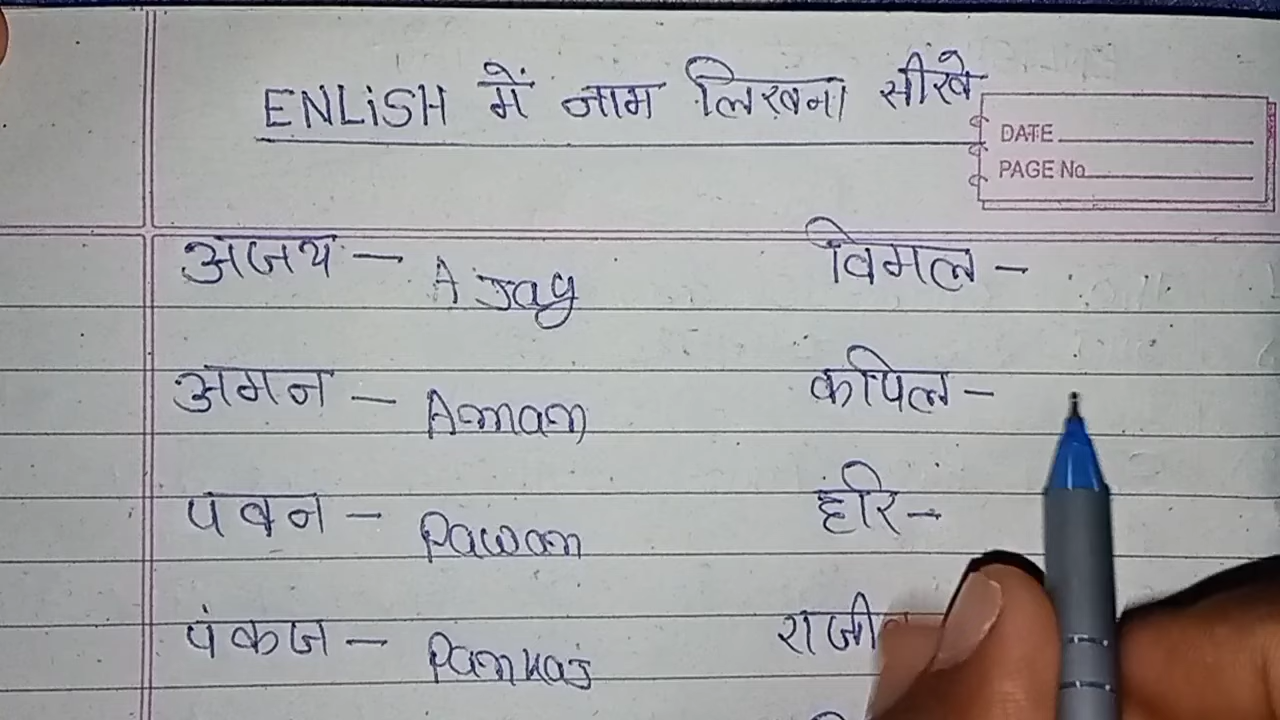 ENLiSH में नाम लिखना सीखे
DATE
PAGE No
अजय - Ajay
विमल -
अमन - Aman
कपिल -
पवन - Pawan
हरि -
पंकज - Pankaj